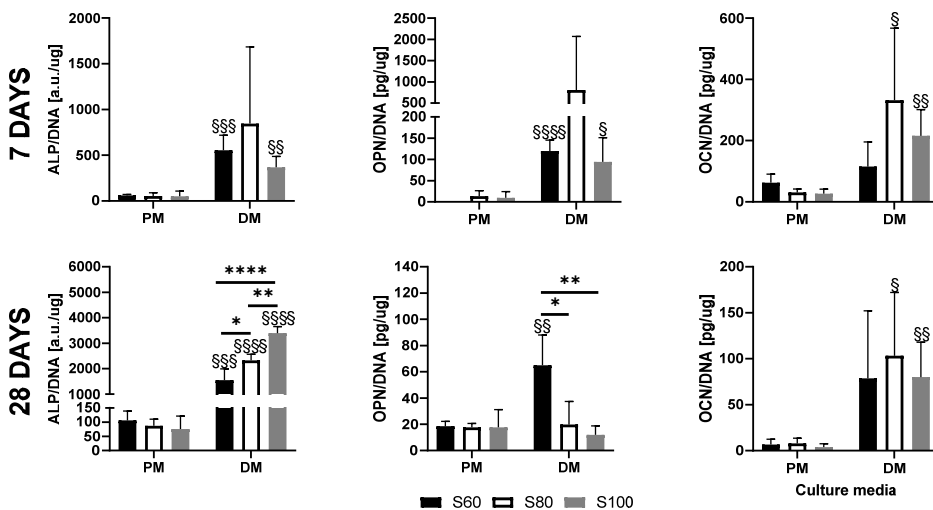 7 DAYS
ALP/DNA [a.u./ug]
2000
1500
1000
500
0
§§§
§§
PM
DM
OPN/DNA [pg/ug]
2500
2000
1500
1000
500
200
150
100
50
0
§§§§
§
PM
DM
OCN/DNA [pg/ug]
600
400
200
0
§
§§
PM
DM
28 DAYS
ALP/DNA [a.u./ug]
6000
5000
4000
3000
2000
1000
150
100
50
0
****
**
*
§§§§
§§§§
§§§
PM
DM
OPN/DNA [pg/ug]
140
120
100
80
60
40
20
0
**
*
§§
PM
DM
OCN/DNA [pg/ug]
200
150
100
50
0
§
§§
PM
DM
Culture media
S60 S80 S100